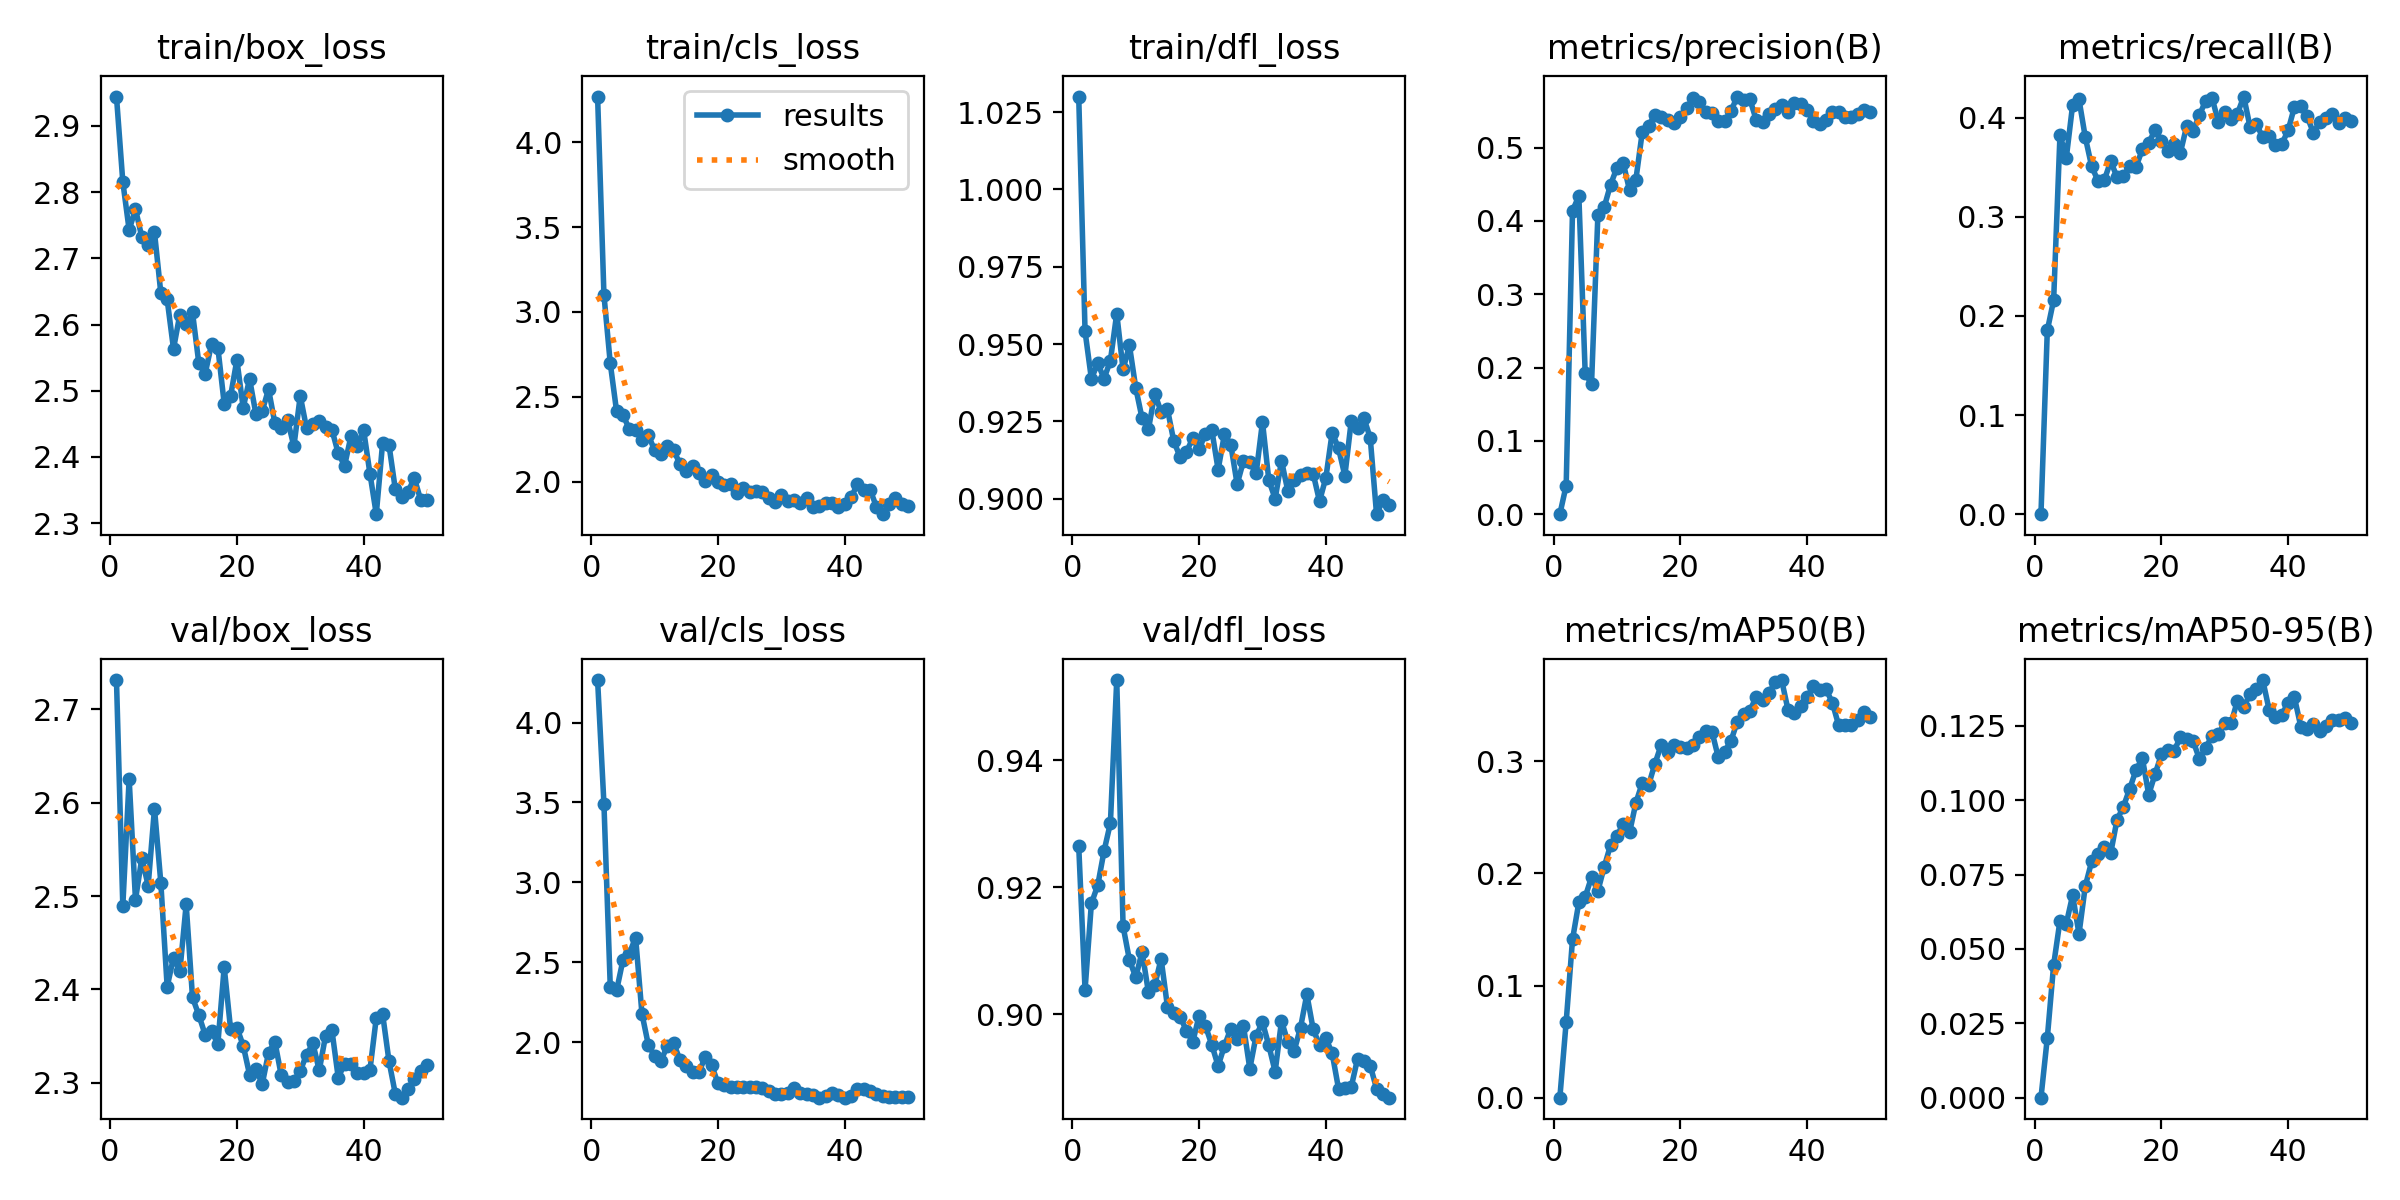 train/box_loss
2.9
2.8
2.7
2.6
2.5
2.4
2.3
0 20 40
train/cls_loss
results
smooth
4.0
3.5
3.0
2.5
2.0
0 20 40
train/dfl_loss
1.025
1.000
0.975
0.950
0.925
0.900
0 20 40
metrics/precision(B)
0.5
0.4
0.3
0.2
0.1
0.0
0 20 40
metrics/recall(B)
0.4
0.3
0.2
0.1
0.0
0 20 40
val/box_loss
2.7
2.6
2.5
2.4
2.3
0 20 40
val/cls_loss
4.0
3.5
3.0
2.5
2.0
0 20 40
val/dfl_loss
0.94
0.92
0.90
0 20 40
metrics/mAP50(B)
0.3
0.2
0.1
0.0
0 20 40
metrics/mAP50-95(B)
0.125
0.100
0.075
0.050
0.025
0.000
0 20 40